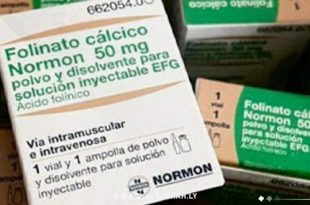 662054.0
Folinato cálcico
Normon 50 mg
polvo y disolvente para
solución inyectable EFG
Ácido folínico
Vía intramuscular
e intravenosa
1 vial y 1 ampolla de polvo
y disolvente para solución
inyectable
NORMON
1
vial
1
ampolla
Folinato cálcico
Normon 50
polvo y disolvente
solución inyectable
Ácido folínico